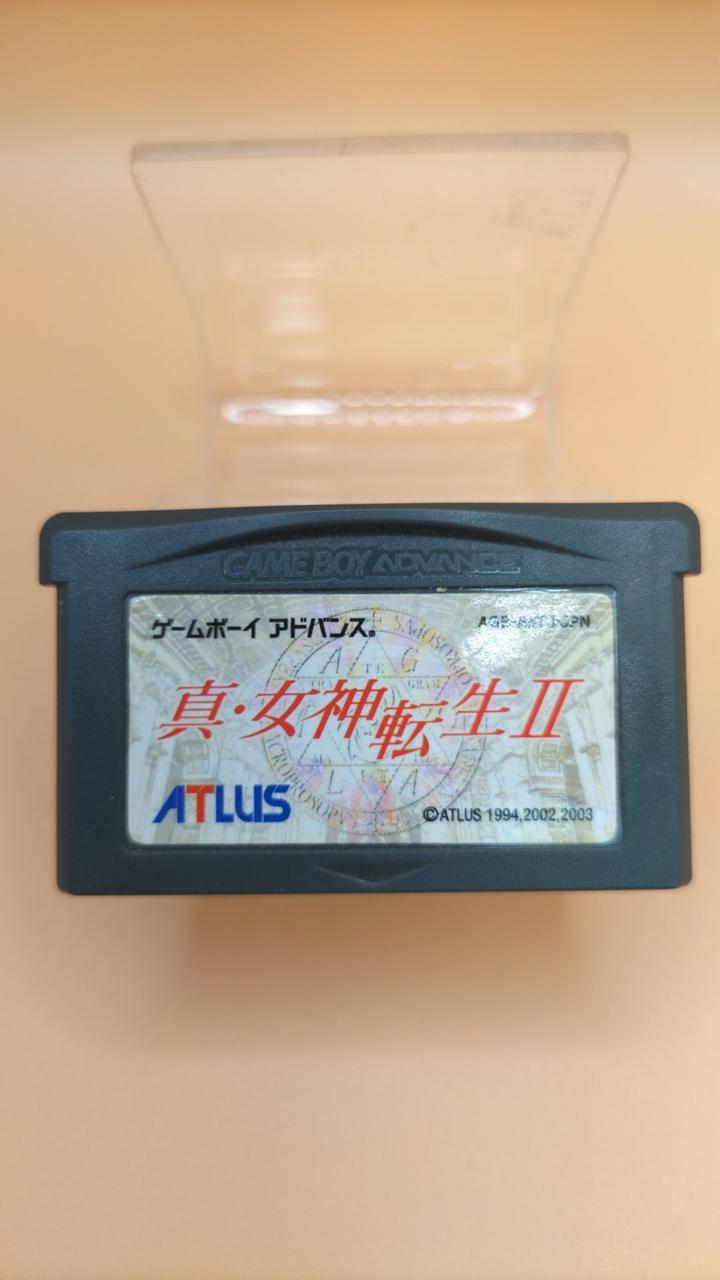 GAME BOY ADVANCE
ゲームボーイ アドバンス®
真・女神転生II
ATLUS
©ATLUS 1994,2002,2003